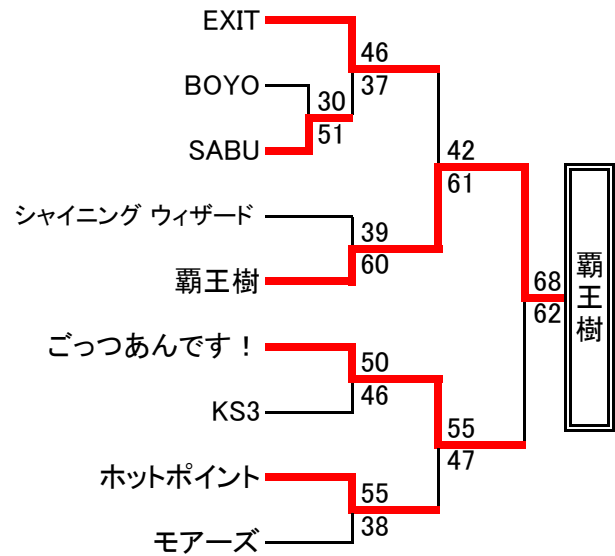 EXIT
46
37
BOYO
30
51
SABU
42
61
シャイニング ウィザード
39
60
覇王樹
68
62
覇王樹
ごっつあんです！
50
46
KS3
55
47
ホットポイント
55
38
モアーズ